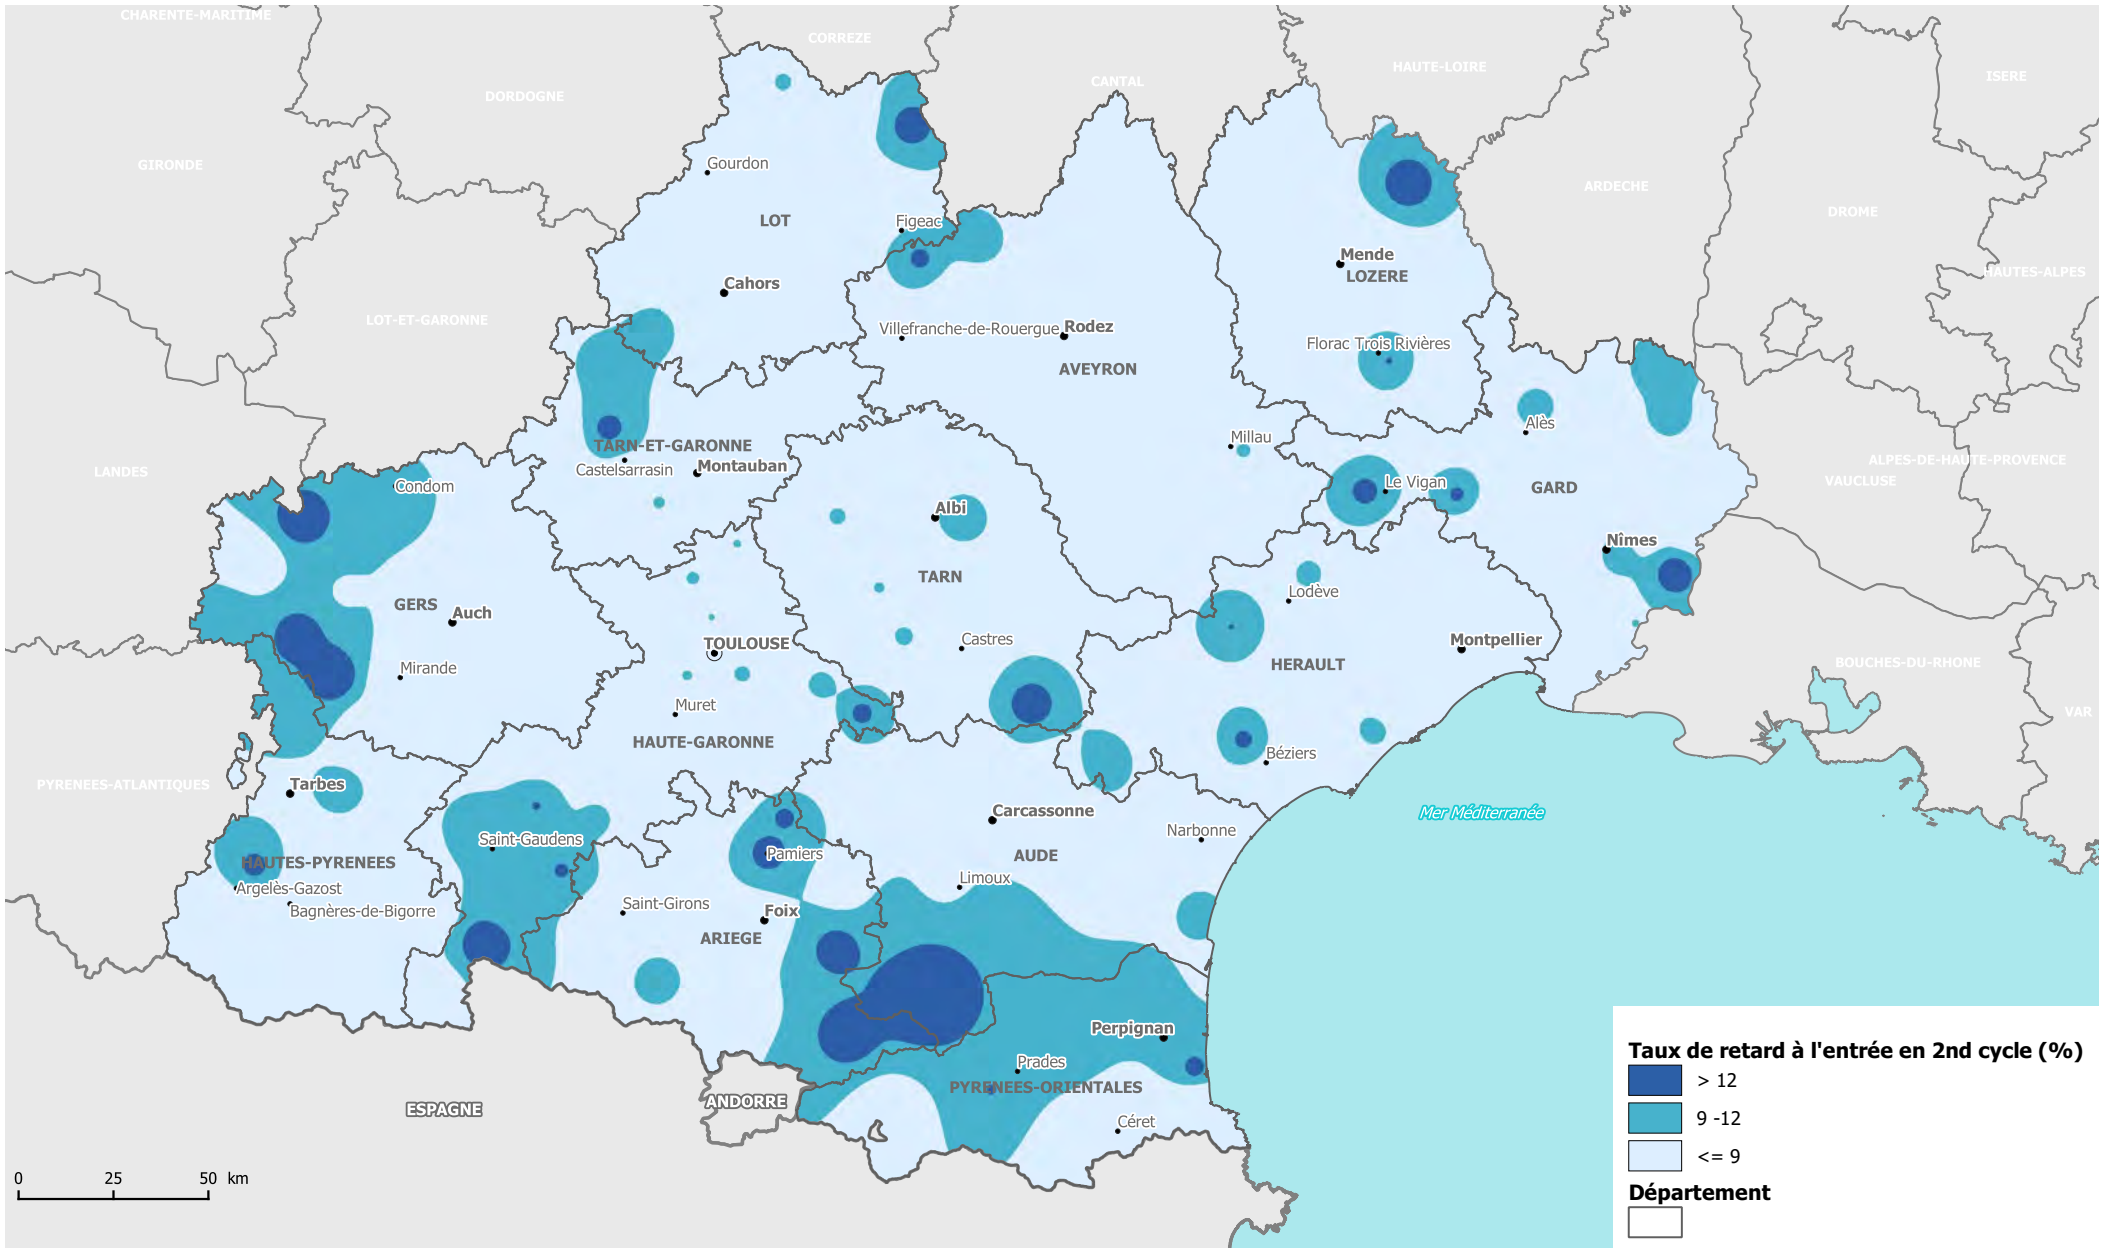 CHARENTE-MARITIME
CORREZE
HAUTE-LOIRE
ISERE
CANTAL
DORDOGNE
GIRONDE
Gourdon
ARDECHE
DROME
LOT
Figeac
Mende
LOZERE
HAUTES-ALPES
Cahors
LOT-ET-GARONNE
Villefranche-de-Rouergue
Rodez
Florac Trois Rivières
AVEYRON
Alès
Millau
TARN-ET-GARONNE
Castelsarrasin
Montauban
LANDES
ALPES-DE-HAUTE-PROVENCE
VAUCLUSE
Condom
Le Vigan
GARD
Albi
Nîmes
TARN
Lodève
GERS
Auch
TOULOUSE
Castres
Montpellier
Mirande
HERAULT
BOUCHES-DU-RHONE
Muret
VAR
HAUTE-GARONNE
Béziers
PYRENEES-ATLANTIQUES
Tarbes
Carcassonne
Mer Méditerranée
Narbonne
Saint-Gaudens
Pamiers
AUDE
HAUTES-PYRENEES
Argelès-Gazost
Limoux
Bagnères-de-Bigorre
Saint-Girons
Foix
ARIEGE
Perpignan
Prades
PYRENEES-ORIENTALES
ESPAGNE
ANDORRE
Céret
Taux de retard à l'entrée en 2nd cycle (%)
> 12
9 -12
<= 9
Département
0 25 50 km